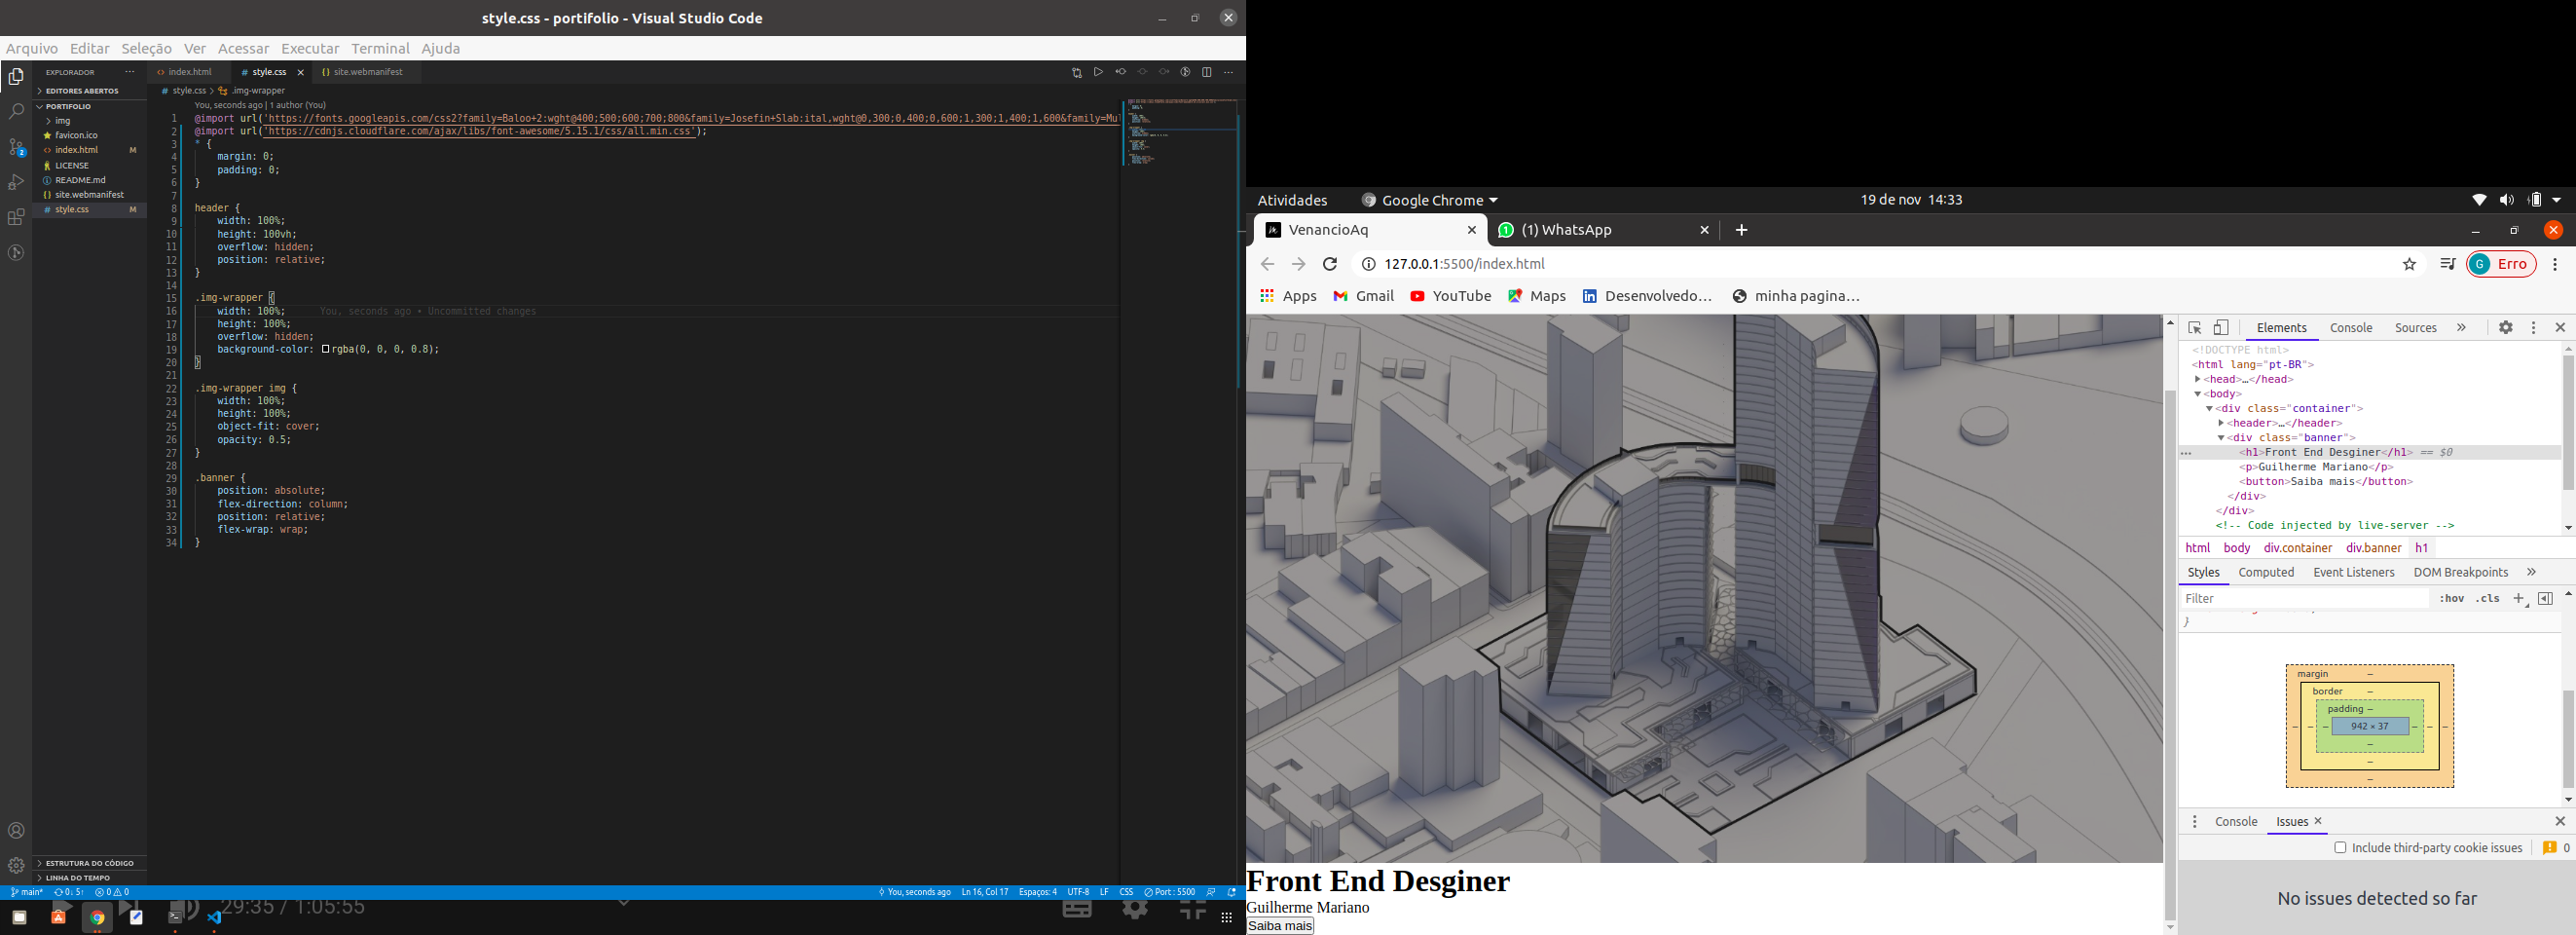 style.css - portifolio - Visual Studio Code
Arquivo Editar Seleção Ver Acessar Executar Terminal Ajuda
EXPLORADOR
EDITORES ABERTOS
PORTIFOLIO
img
favicon.ico
index.html M
LICENSE
README.md
site.webmanifest
style.css M
ESTRUTURA DO CÓDIGO
LINHA DO TEMPO
index.html style.css site.webmanifest
style.css > .img-wrapper
You, seconds ago | 1 author (You)
1 @import url('https://fonts.googleapis.com/css2?family=Baloo+2:wght@400;500;600;700;800&family=Josefin+Slab:ital,wght@0,300;0,400;0,600;1,300;1,400;1,600&family=Mul
2 @import url('https://cdnjs.cloudflare.com/ajax/libs/font-awesome/5.15.1/css/all.min.css');
3 * {
4 margin: 0;
5 padding: 0;
6 }
7
8 header {
9 width: 100%;
10 height: 100vh;
11 overflow: hidden;
12 position: relative;
13 }
14
15 .img-wrapper {
16 width: 100%; You, seconds ago • Uncommitted changes
17 height: 100%;
18 overflow: hidden;
19 background-color: rgba(0, 0, 0, 0.8);
20 }
21
22 .img-wrapper img {
23 width: 100%;
24 height: 100%;
25 object-fit: cover;
26 opacity: 0.5;
27 }
28
29 .banner {
30 position: absolute;
31 flex-direction: column;
32 position: relative;
33 flex-wrap: wrap;
34 }
main* 0↓ 5↑ 0 0 You, seconds ago Ln 16, Col 17 Espaços: 4 UTF-8 LF CSS Port : 5500
29:35 / 1:05:55
Atividades Google Chrome 19 de nov 14:33
VenancioAq (1) WhatsApp
127.0.0.1:5500/index.html G Erro
Apps Gmail YouTube Maps Desenvolvedo... minha pagina...
Front End Desginer
Guilherme Mariano
Saiba mais
Elements Console Sources
<!DOCTYPE html>
<html lang="pt-BR">
<head>…</head>
<body>
<div class="container">
<header>…</header>
<div class="banner">
<h1>Front End Desginer</h1> == $0
<p>Guilherme Mariano</p>
<button>Saiba mais</button>
</div>
</div>
<!-- Code injected by live-server -->
html body div.container div.banner h1
Styles Computed Event Listeners DOM Breakpoints
Filter :hov .cls
}
margin –
border –
padding –
942 × 37
Console Issues
Include third-party cookie issues 0
No issues detected so far